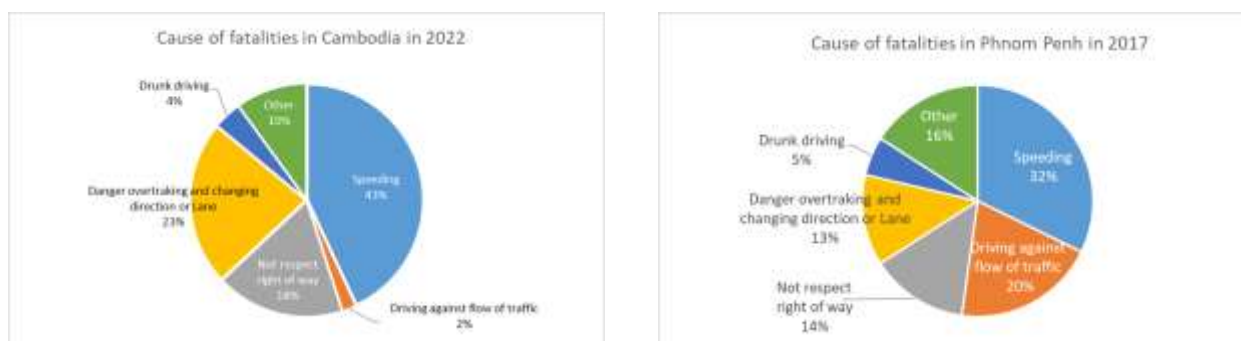 Cause of fatalities in Cambodia in 2022
Drunk driving
4%
Other
10%
Speeding
43%
Danger overtraking and changing
direction or Lane
23%
Not respect
right of way
18%
Driving against flow of traffic
2%
Cause of fatalities in Phnom Penh in 2017
Other
16%
Drunk driving
5%
Speeding
32%
Danger overtraking and
changing direction or Lane
13%
Driving against
flow of traffic
20%
Not respect
right of way
14%